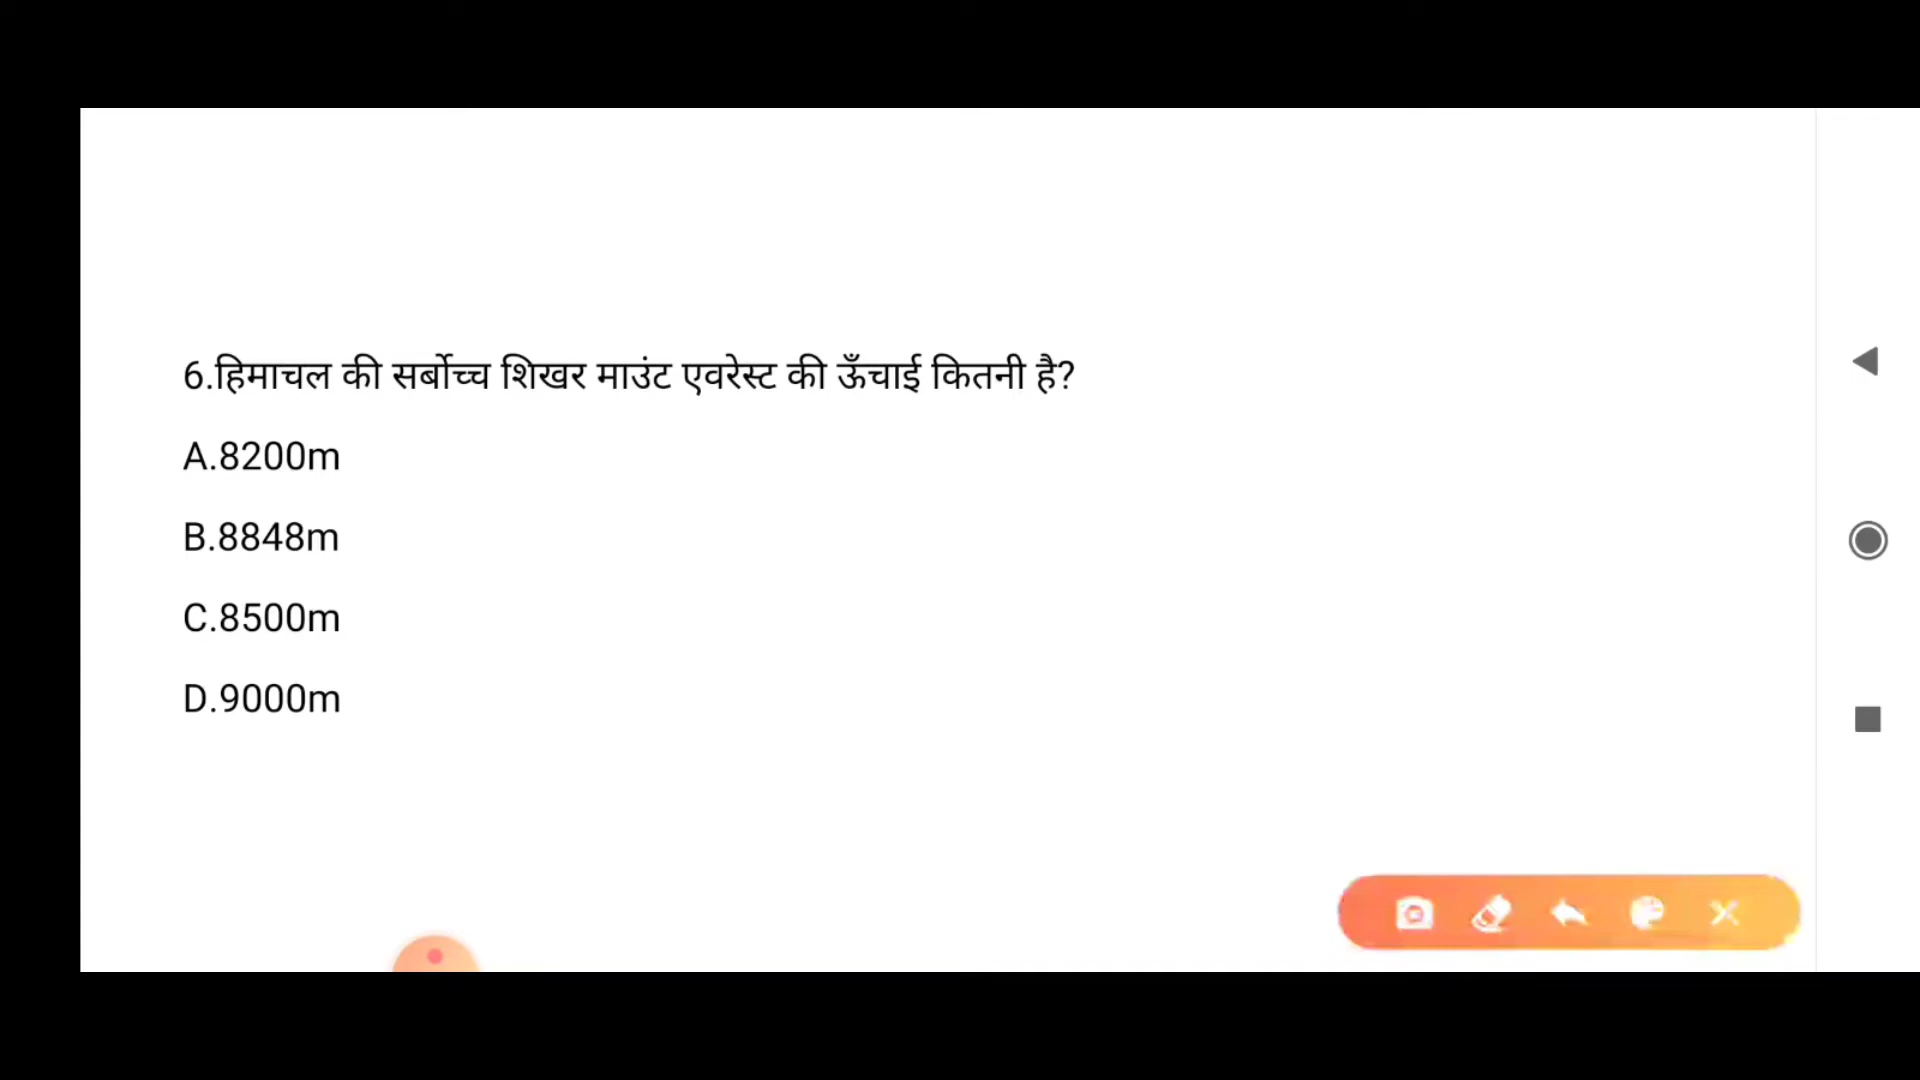 6.हिमाचल की सर्बोच्च शिखर माउंट एवरेस्ट की ऊँचाई कितनी है?
A.8200m
B.8848m
C.8500m
D.9000m